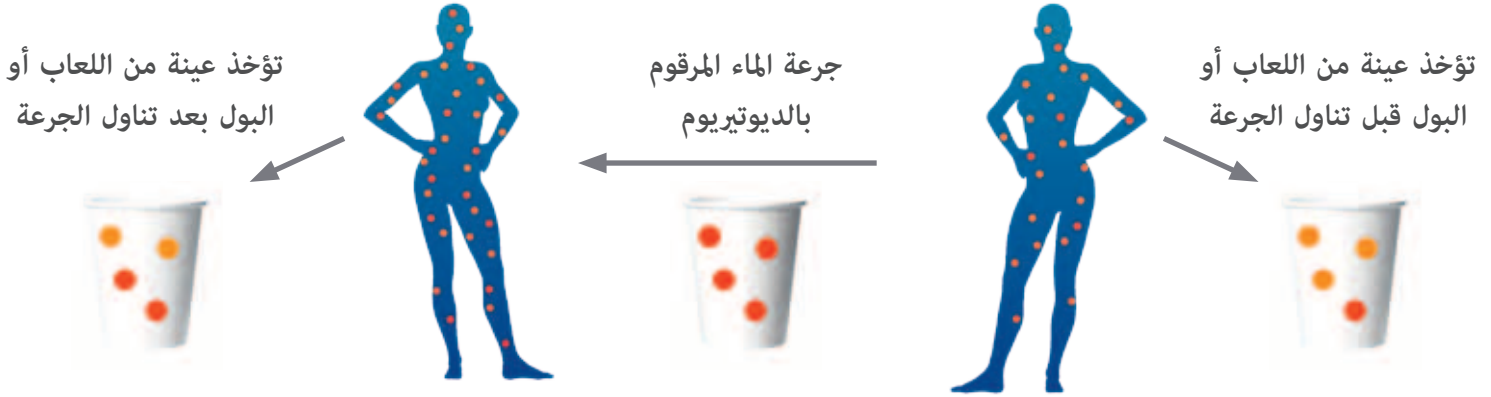 تؤخذ عينة من اللعاب أو
البول قبل تناول الجرعة
جرعة الماء المرقوم
بالديوتيريوم
تؤخذ عينة من اللعاب أو
البول بعد تناول الجرعة